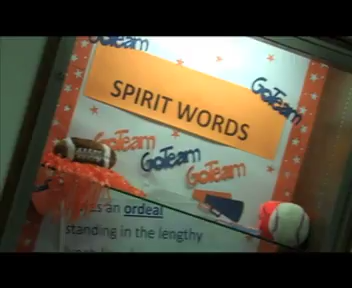 GoTeam
GoTeam
SPIRIT WORDS
GoTeam
GoTeam
GoTeam
as an ordeal
standing in the lengthy